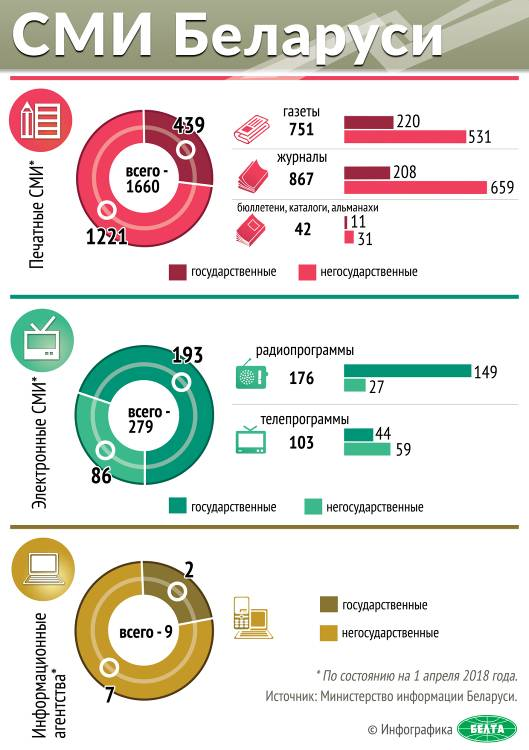 СМИ Беларуси
Печатные СМИ*
439
всего -
1660
1221
газеты
751
220
531
журналы
867
208
659
бюллетени, каталоги, альманахи
42
11
31
государственные
негосударственные
Электронные СМИ*
193
всего -
279
86
радиопрограммы
176
149
27
телепрограммы
103
44
59
государственные
негосударственные
Информационные
агентства*
2
всего - 9
7
государственные
негосударственные
* По состоянию на 1 апреля 2018 года.
Источник: Министерство информации Беларуси.
© Инфографика БЕЛТА